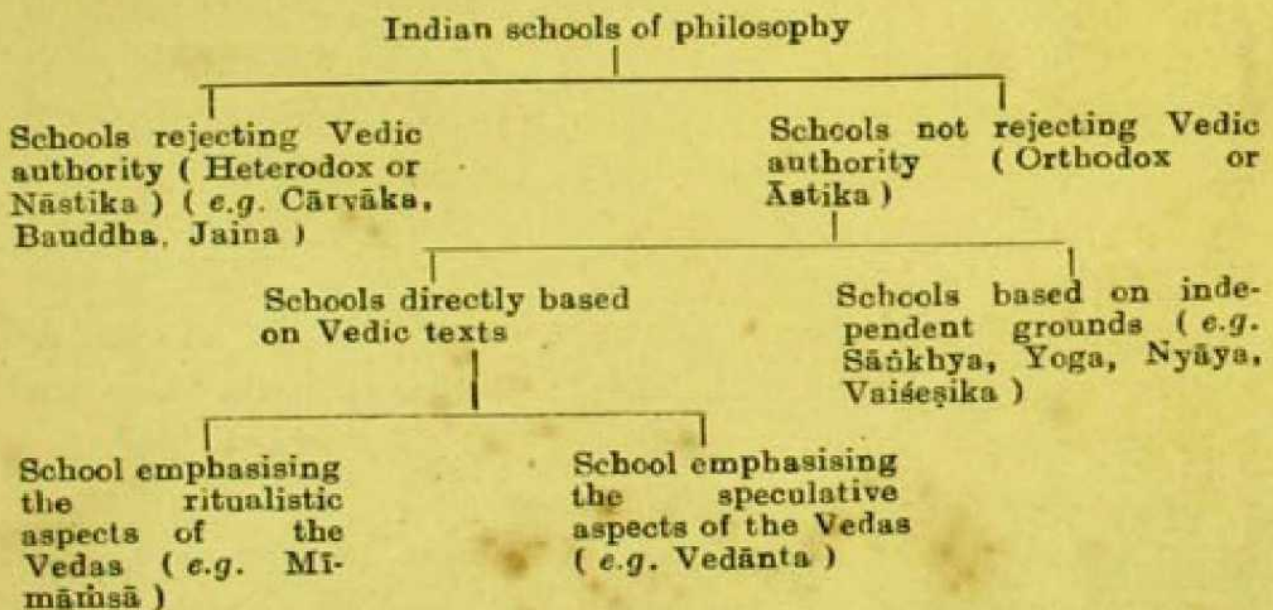 Indian schools of philosophy
Schools rejecting Vedic
authority ( Heterodox or
Nāstika ) ( e.g. Cārvāka,
Bauddha, Jaina )
Schools not rejecting Vedic
authority ( Orthodox or
Āstika )
Schools directly based
on Vedic texts
Schools based on inde-
pendent grounds ( e.g.
Sāṅkhya, Yoga, Nyāya,
Vaiśeṣika )
School emphasising
the ritualistic
aspects of the
Vedas ( e.g. Mī-
māṁsā )
School emphasising
the speculative
aspects of the Vedas
( e.g. Vedānta )